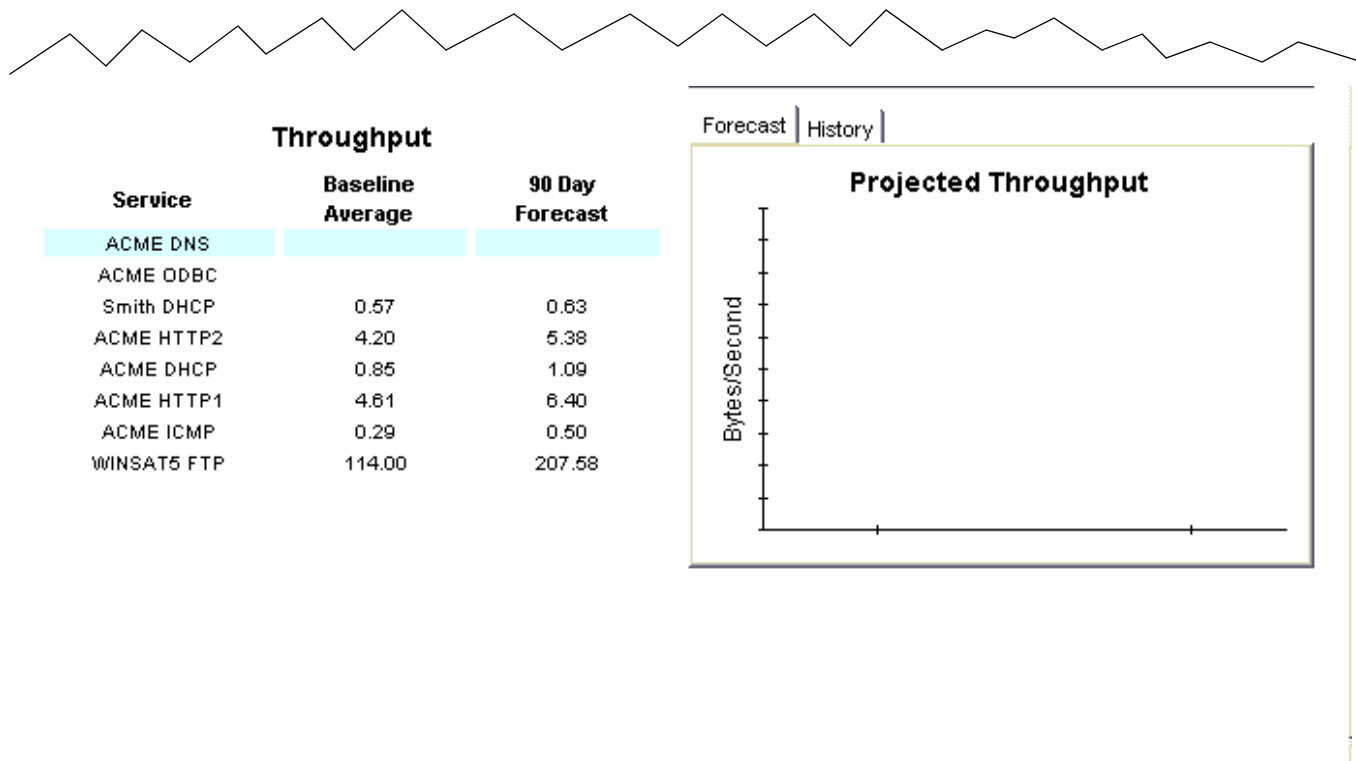 Throughput
Service Baseline Average 90 Day Forecast
ACME DNS
ACME ODBC
Smith DHCP 0.57 0.63
ACME HTTP2 4.20 5.38
ACME DHCP 0.85 1.09
ACME HTTP1 4.61 6.40
ACME ICMP 0.29 0.50
WINSAT5 FTP 114.00 207.58
Forecast History
Projected Throughput
Bytes/Second